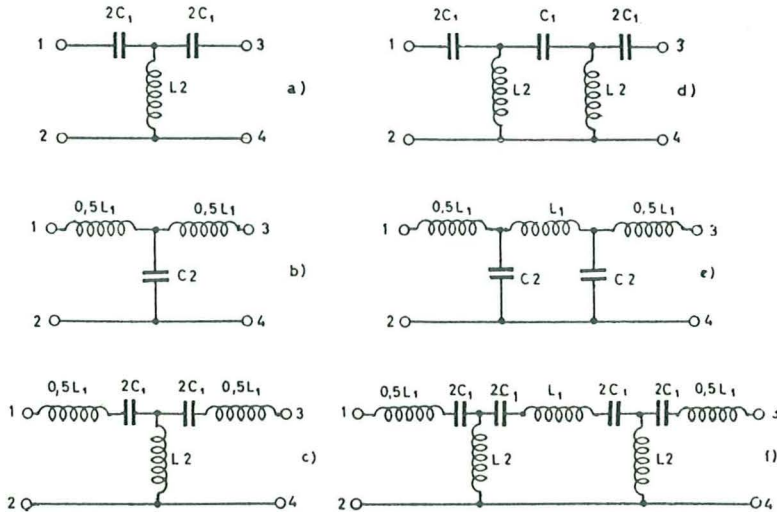 2C₁ 2C₁
1 3
L2
a)
2 4
2C₁ C₁ 2C₁
1 3
L2 L2
d)
2 4
0,5L₁ 0,5L₁
1 3
C2
b)
2 4
0,5L₁ L₁ 0,5L₁
1 3
C2 C2
e)
2 4
0,5L₁ 2C₁ 2C₁ 0,5L₁
1 3
L2
c)
2 4
0,5L₁ 2C₁ 2C₁ L₁ 2C₁ 2C₁ 0,5L₁
1 3
L2 L2
f)
2 4